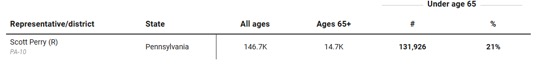 Under age 65
Representative/district State All ages Ages 65+ # %
Scott Perry (R) Pennsylvania 146.7K 14.7K 131,926 21%
PA-10